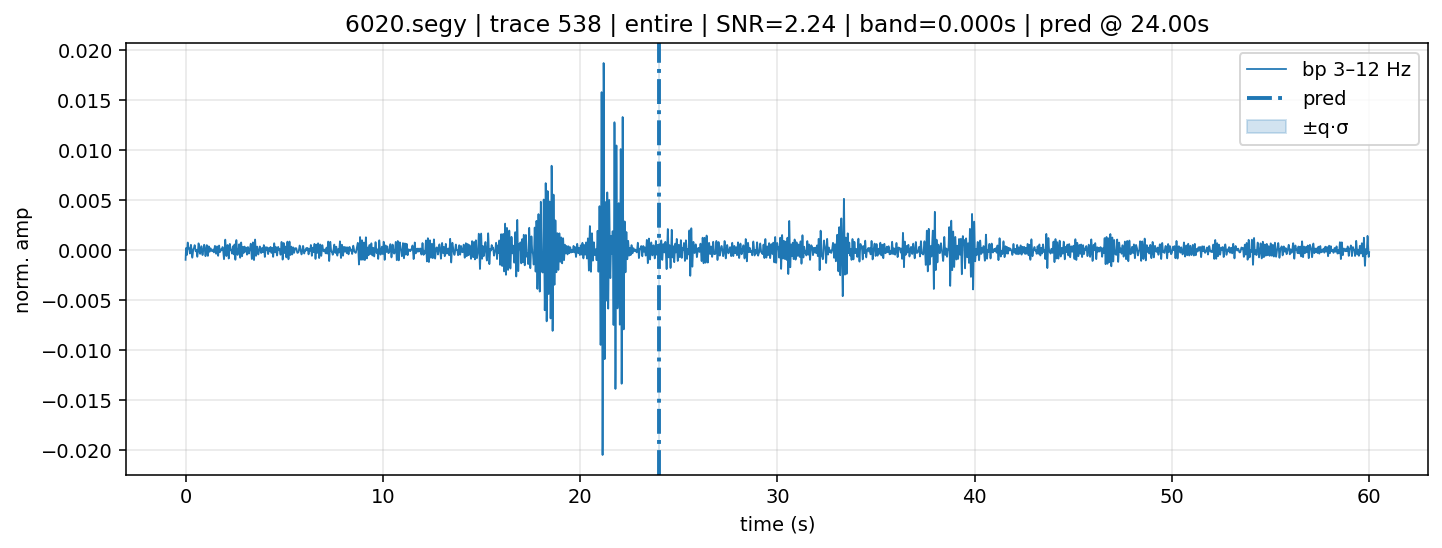 6020.segy | trace 538 | entire | SNR=2.24 | band=0.000s | pred @ 24.00s
bp 3–12 Hz
pred
±q·σ
norm. amp
0.020
0.015
0.010
0.005
0.000
−0.005
−0.010
−0.015
−0.020
0 10 20 30 40 50 60
time (s)